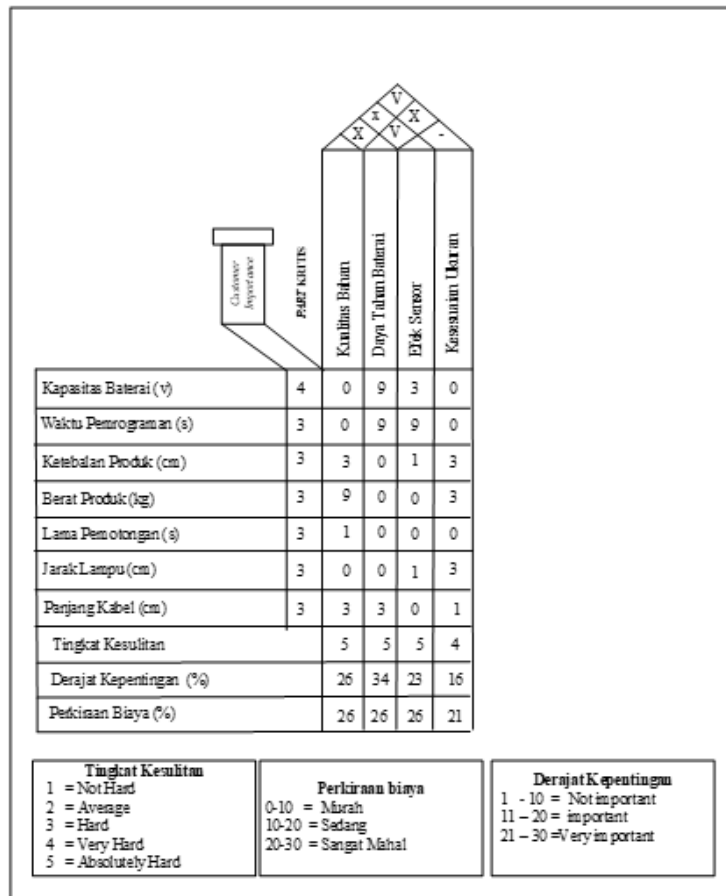 V
x X
X V -
Customer
Importance
PART KRITIS
Kualitas Bahan
Daya Tahan Baterai
Efek Sensor
Kesesuaian Ukuran
Kapasitas Baterai (v) 4 0 9 3 0
Waktu Pemrograman (s) 3 0 9 9 0
Ketebalan Produk (cm) 3 3 0 1 3
Berat Produk (kg) 3 9 0 0 3
Lama Pemotongan (s) 3 1 0 0 0
Jarak Lampu (cm) 3 0 0 1 3
Panjang Kabel (cm) 3 3 3 0 1
Tingkat Kesulitan 5 5 5 4
Derajat Kepentingan (%) 26 34 23 16
Perkiraan Biaya (%) 26 26 26 21
Tingkat Kesulitan
1 = Not Hard
2 = Average
3 = Hard
4 = Very Hard
5 = Absolutely Hard
Perkiraan biaya
0-10 = Murah
10-20 = Sedang
20-30 = Sangat Mahal
Derajat Kepentingan
1 - 10 = Not important
11 – 20 = important
21 – 30 =Very important